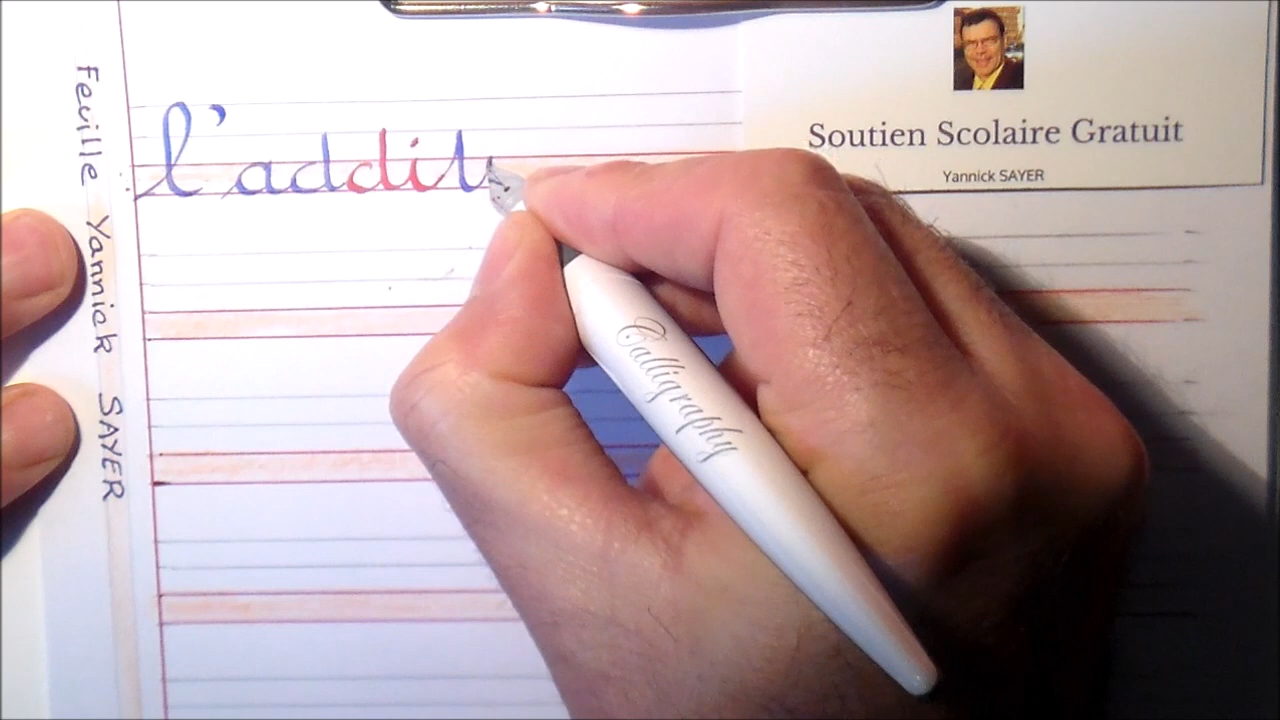 l'addit
Soutien Scolaire Gratuit
Yannick SAYER
Feuille Yannick SAYER
Calligraphy